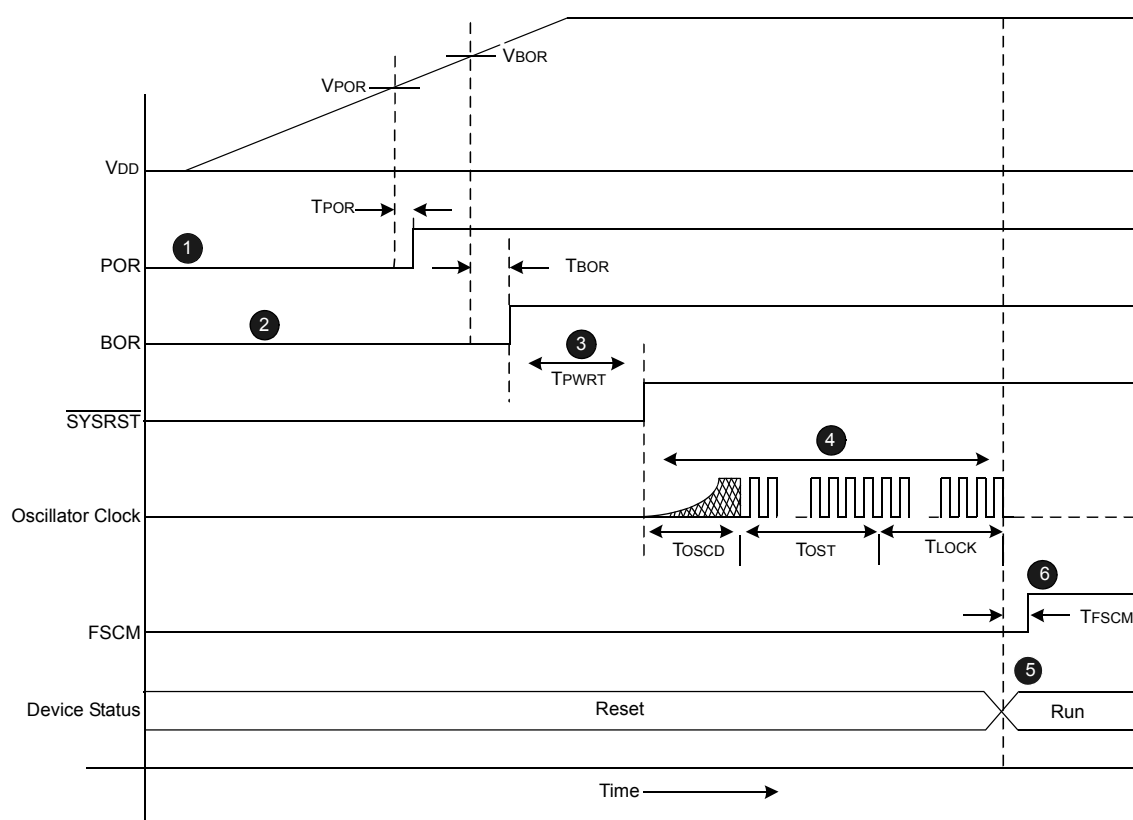 VBOR
VPOR
VDD
TPOR
1
POR
TBOR
2
BOR
3
TPWRT
SYSRST
4
Oscillator Clock
TOSCD
TOST
TLOCK
6
TFSCM
FSCM
5
Device Status
Reset
Run
Time